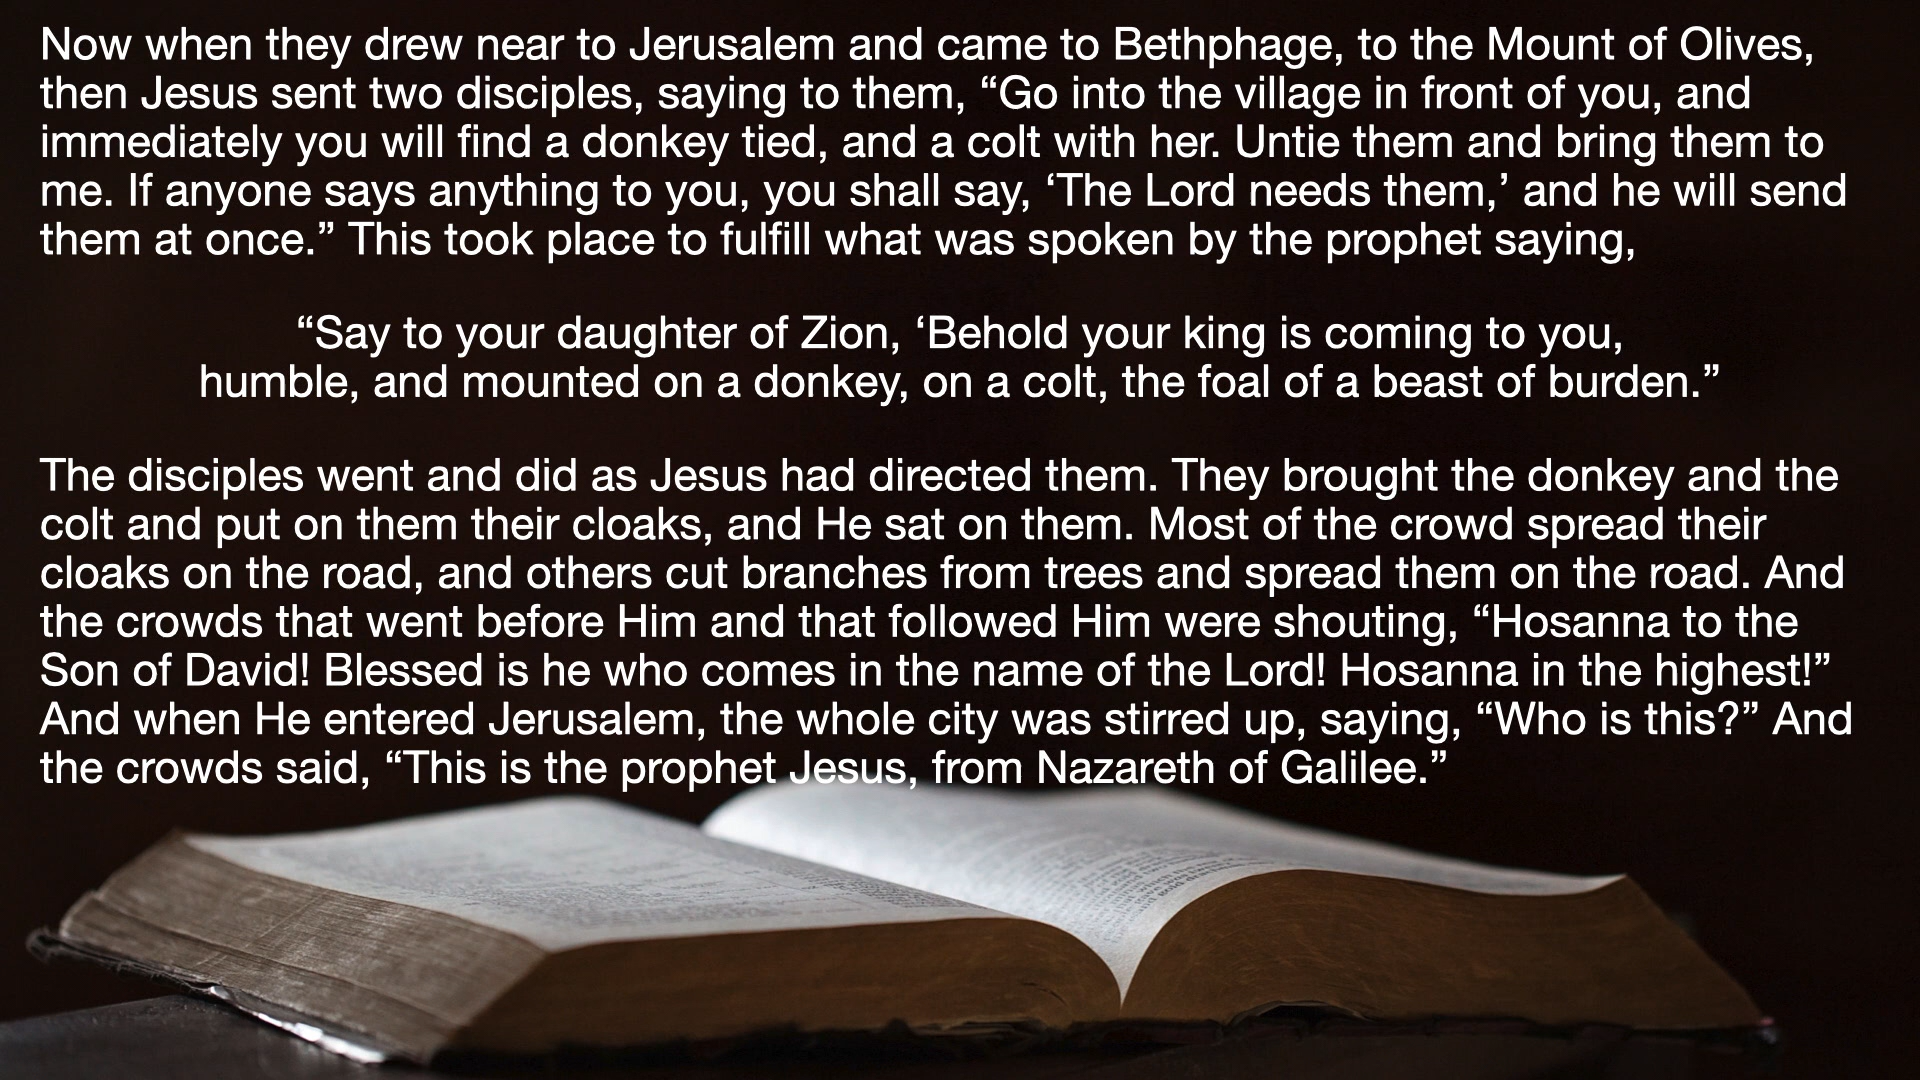 Now when they drew near to Jerusalem and came to Bethphage, to the Mount of Olives,
then Jesus sent two disciples, saying to them, “Go into the village in front of you, and
immediately you will find a donkey tied, and a colt with her. Untie them and bring them to
me. If anyone says anything to you, you shall say, ‘The Lord needs them,’ and he will send
them at once.” This took place to fulfill what was spoken by the prophet saying,
“Say to your daughter of Zion, ‘Behold your king is coming to you,
humble, and mounted on a donkey, on a colt, the foal of a beast of burden.”
The disciples went and did as Jesus had directed them. They brought the donkey and the
colt and put on them their cloaks, and He sat on them. Most of the crowd spread their
cloaks on the road, and others cut branches from trees and spread them on the road. And
the crowds that went before Him and that followed Him were shouting, “Hosanna to the
Son of David! Blessed is he who comes in the name of the Lord! Hosanna in the highest!”
And when He entered Jerusalem, the whole city was stirred up, saying, “Who is this?” And
the crowds said, “This is the prophet Jesus, from Nazareth of Galilee.”